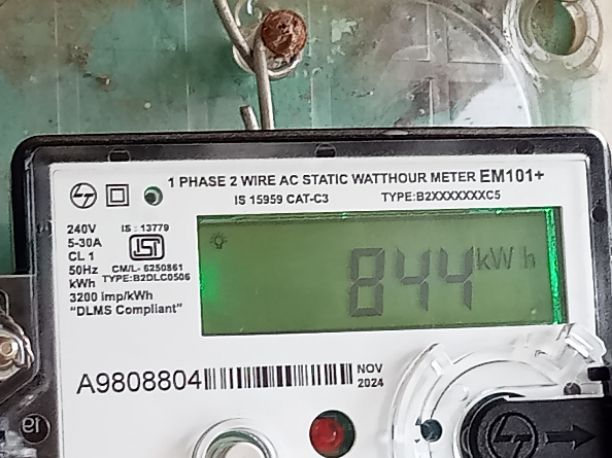 1 PHASE 2 WIRE AC STATIC WATTHOUR METER EM101+
IS 15959 CAT-C3 TYPE:B2XXXXXXXC5
240V IS : 13779
5-30A
CL 1
50Hz CM/L- 6250861
kWh TYPE:B2DLC0506
3200 imp/kWh
"DLMS Compliant"
844 kWh
A9808804 NOV
2024